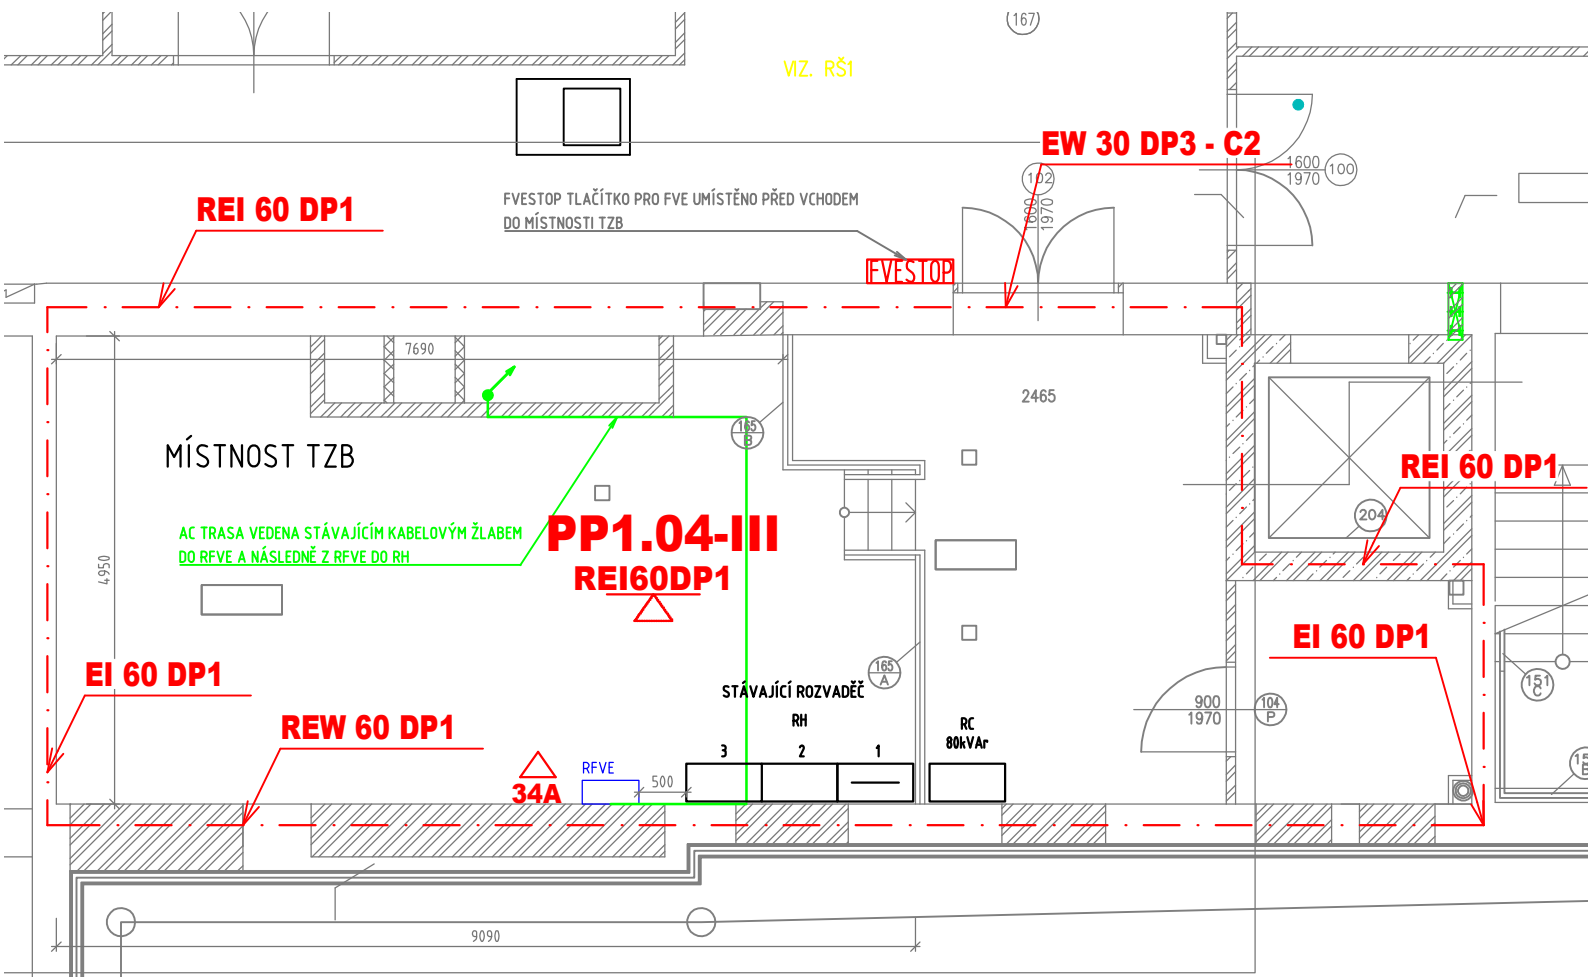 167
VIZ. RŠ1
EW 30 DP3 - C2
1600
1970
100
102
1600
1970
REI 60 DP1
FVESTOP TLAČÍTKO PRO FVE UMÍSTĚNO PŘED VCHODEM
DO MÍSTNOSTI TZB
FVESTOP
7690
2465
165
B
MÍSTNOST TZB
REI 60 DP1
204
AC TRASA VEDENA STÁVAJÍCÍM KABELOVÝM ŽLABEM
DO RFVE A NÁSLEDNĚ Z RFVE DO RH
PP1.04-III
REI60DP1
4950
EI 60 DP1
EI 60 DP1
165
A
151
C
STÁVAJÍCÍ ROZVADĚČ
RH
REW 60 DP1
900
1970
104
P
RC
80kVAr
3
2
1
RFVE
500
34A
9090